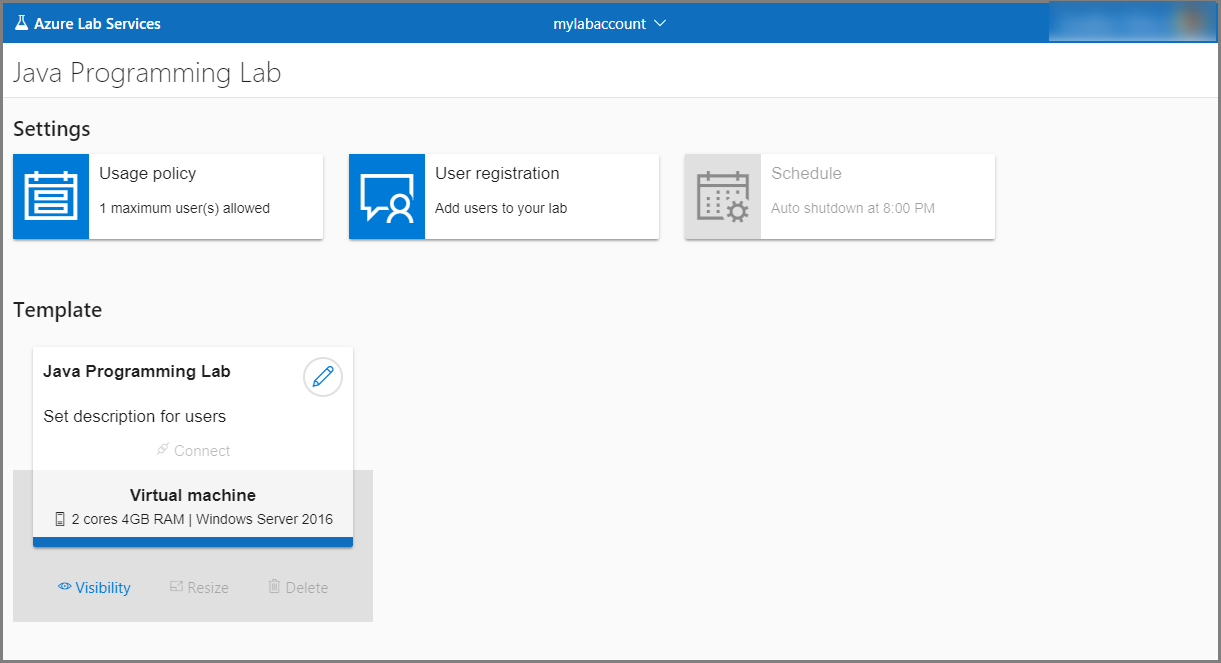 Azure Lab Services
mylabaccount
Java Programming Lab
Settings
Usage policy
1 maximum user(s) allowed
User registration
Add users to your lab
Schedule
Auto shutdown at 8:00 PM
Template
Java Programming Lab
Set description for users
Connect
Virtual machine
2 cores 4GB RAM | Windows Server 2016
Visibility
Resize
Delete